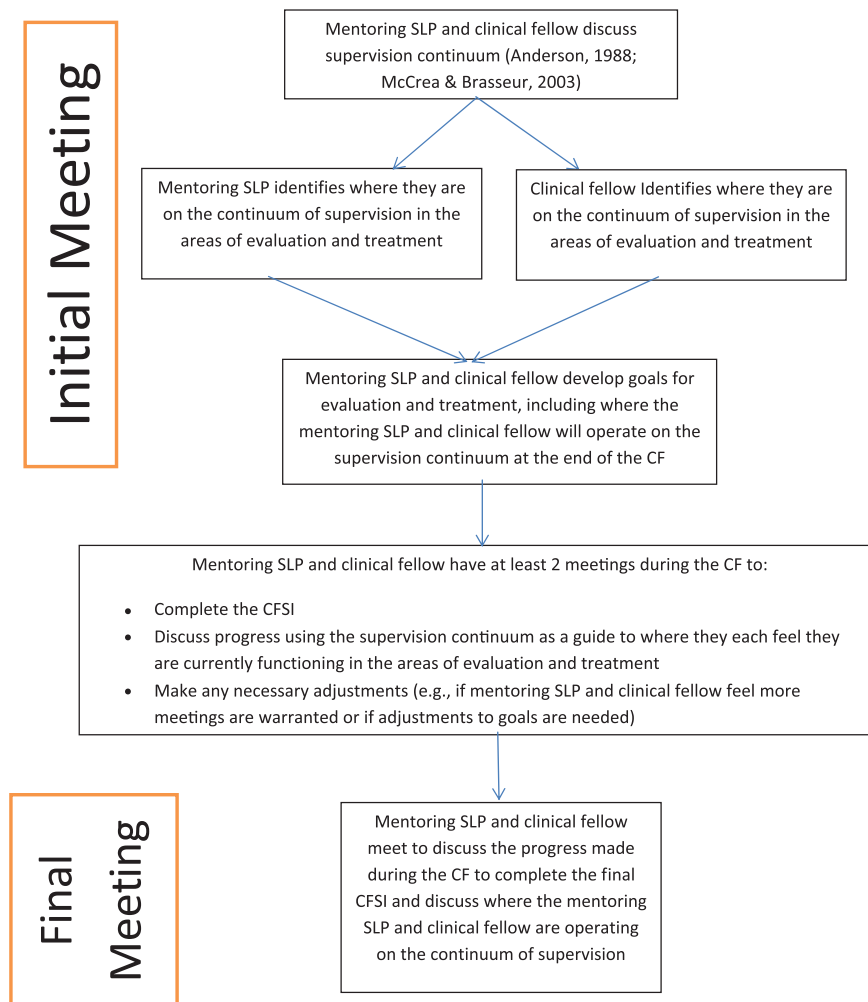 Initial Meeting
Mentoring SLP and clinical fellow discuss
supervision continuum (Anderson, 1988;
McCrea & Brasseur, 2003)
Mentoring SLP identifies where they are
on the continuum of supervision in the
areas of evaluation and treatment
Clinical fellow Identifies where they are
on the continuum of supervision in the
areas of evaluation and treatment
Mentoring SLP and clinical fellow develop goals for
evaluation and treatment, including where the
mentoring SLP and clinical fellow will operate on the
supervision continuum at the end of the CF
Mentoring SLP and clinical fellow have at least 2 meetings during the CF to:
• Complete the CFSI
• Discuss progress using the supervision continuum as a guide to where they each feel they
are currently functioning in the areas of evaluation and treatment
• Make any necessary adjustments (e.g., if mentoring SLP and clinical fellow feel more
meetings are warranted or if adjustments to goals are needed)
Final
Meeting
Mentoring SLP and clinical fellow
meet to discuss the progress made
during the CF to complete the final
CFSI and discuss where the mentoring
SLP and clinical fellow are operating
on the continuum of supervision